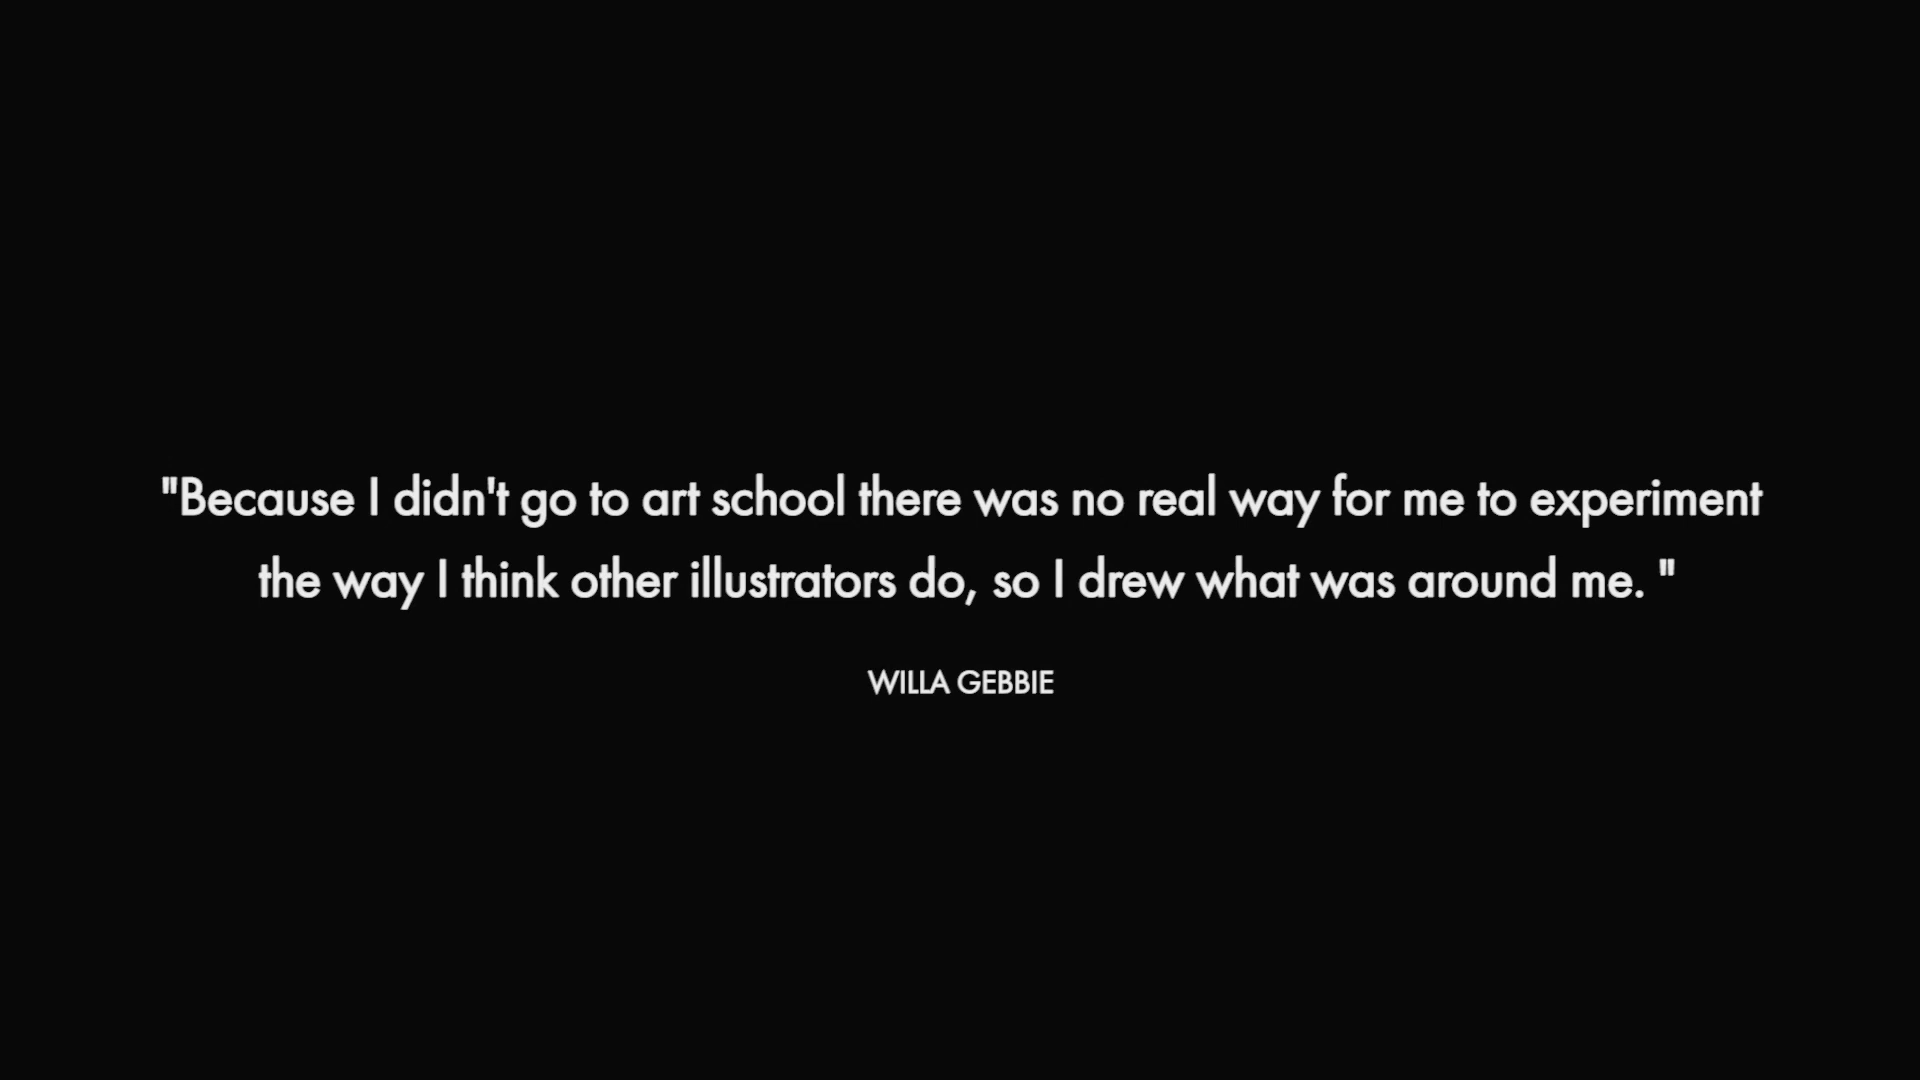 "Because I didn't go to art school there was no real way for me to experiment
the way I think other illustrators do, so I drew what was around me. "
WILLA GEBBIE